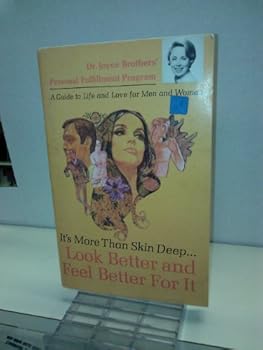 Dr. Joyce Brothers'
Personal Fulfillment Program
A Guide to Life and Love for Men and Women
It's More Than Skin Deep...
Look Better and
Feel Better For It